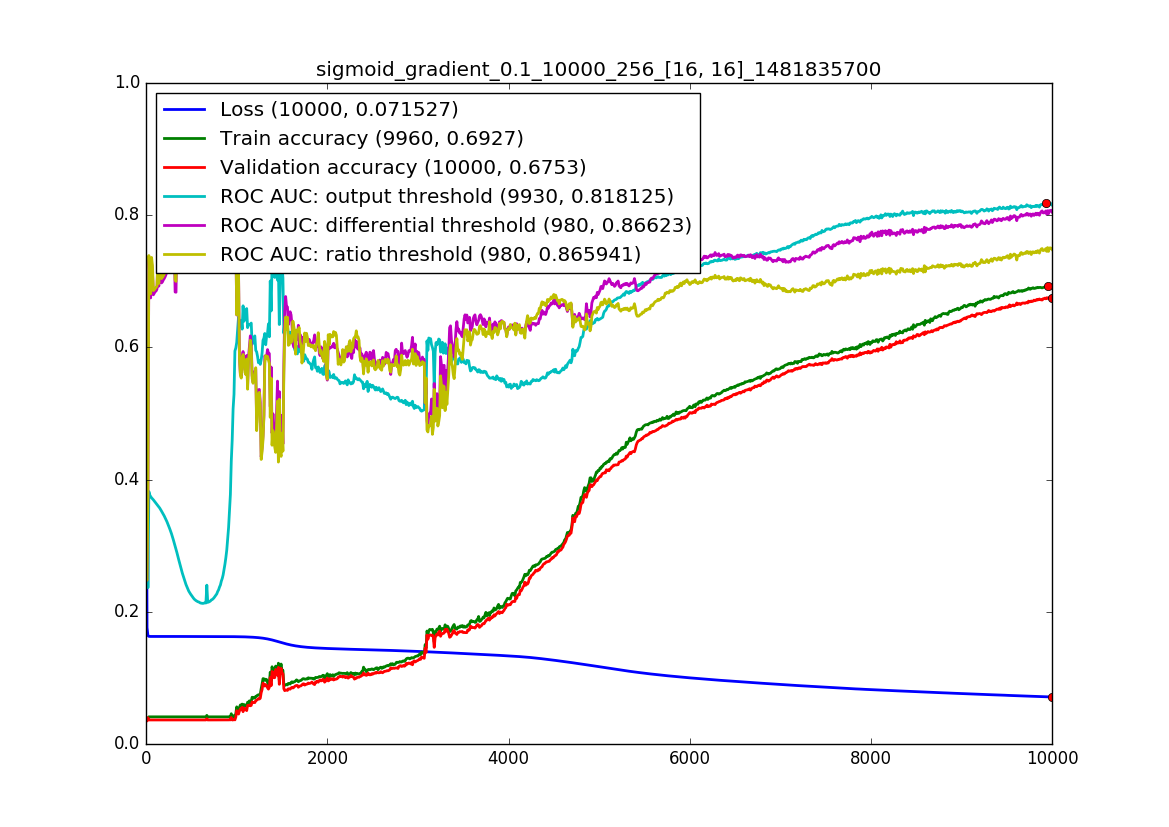 sigmoid_gradient_0.1_10000_256_[16, 16]_1481835700
1.0
Loss (10000, 0.071527)
Train accuracy (9960, 0.6927)
Validation accuracy (10000, 0.6753)
ROC AUC: output threshold (9930, 0.818125)
ROC AUC: differential threshold (980, 0.86623)
ROC AUC: ratio threshold (980, 0.865941)
0.8
0.6
0.4
0.2
0.0
0 2000 4000 6000 8000 10000